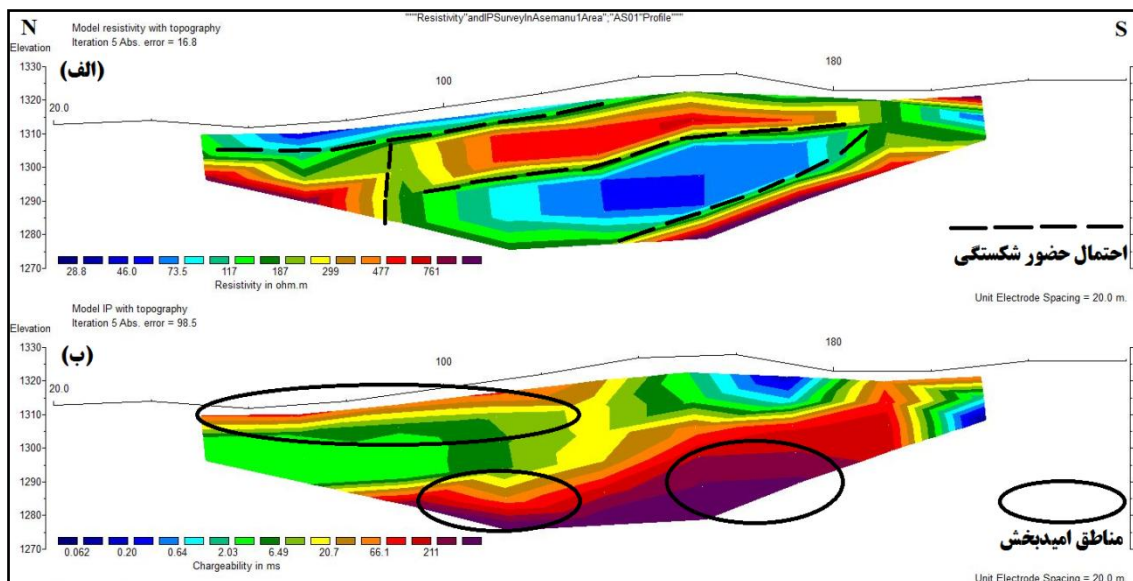 """Resistivity"andIPSurveyInAsemanu1Area";"AS01"Profile"""
N
S
Model resistivity with topography
Iteration 5 Abs. error = 16.8
Elevation
(الف)
1330
1320
1310
1300
1290
1280
1270
20.0
100
180
28.8 46.0 73.5 117 187 299 477 761
Resistivity in ohm.m
احتمال حضور شکستگی
Unit Electrode Spacing = 20.0 m.
Model IP with topography
Iteration 5 Abs. error = 98.5
Elevation
(ب)
1330
1320
1310
1300
1290
1280
1270
20.0
100
180
0.062 0.20 0.64 2.03 6.49 20.7 66.1 211
Chargeability in ms
مناطق امیدبخش
Unit Electrode Spacing = 20.0 m.